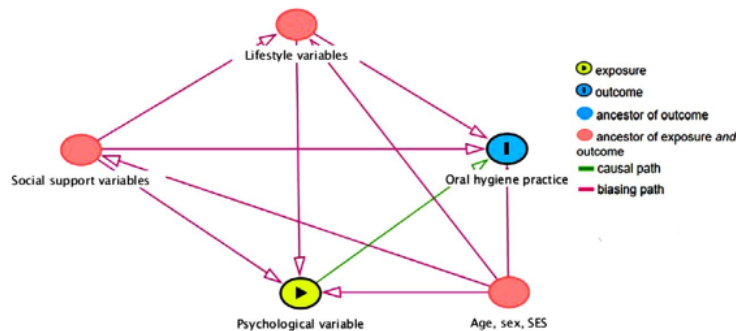 Lifestyle variables
exposure
outcome
ancestor of outcome
ancestor of exposure and
outcome
causal path
biasing path
Social support variables
Oral hygiene practice
Psychological variable
Age, sex, SES